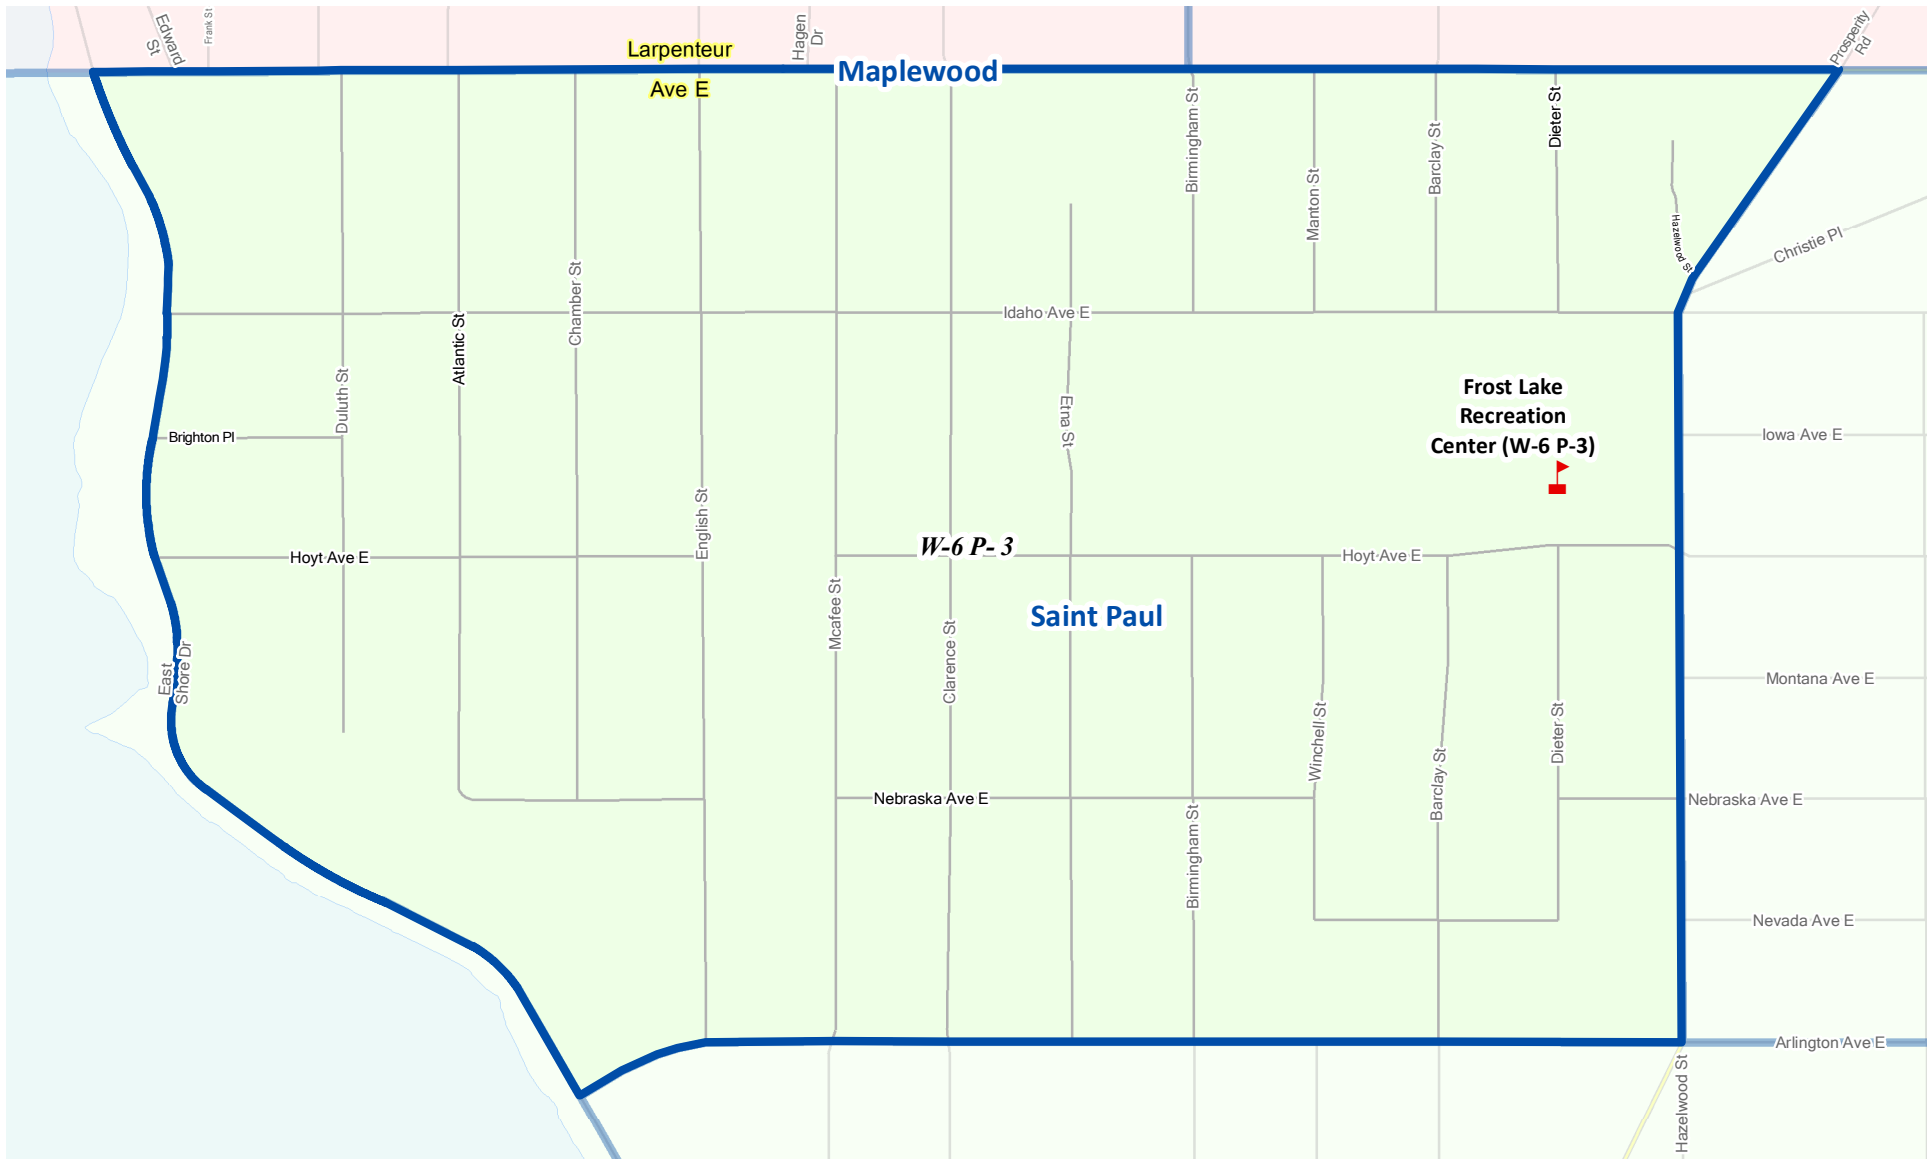 Edward
St
Frank St
Larpenteur
Ave E
Hagen
Dr
Maplewood
Prosperity
Rd
Birmingham St
Manton St
Barclay St
Dieter St
Hazelwood St
Christie Pl
Idaho Ave E
Chamber St
Atlantic St
Duluth St
Brighton Pl
Etna St
Frost Lake
Recreation
Center (W-6 P-3)
Iowa Ave E
English St
Hoyt Ave E
W-6 P- 3
Hoyt Ave E
Mcafee St
Clarence St
Saint Paul
East
Shore Dr
Winchell St
Barclay St
Dieter St
Montana Ave E
Nebraska Ave E
Nebraska Ave E
Birmingham St
Nevada Ave E
Arlington Ave E
Hazelwood St